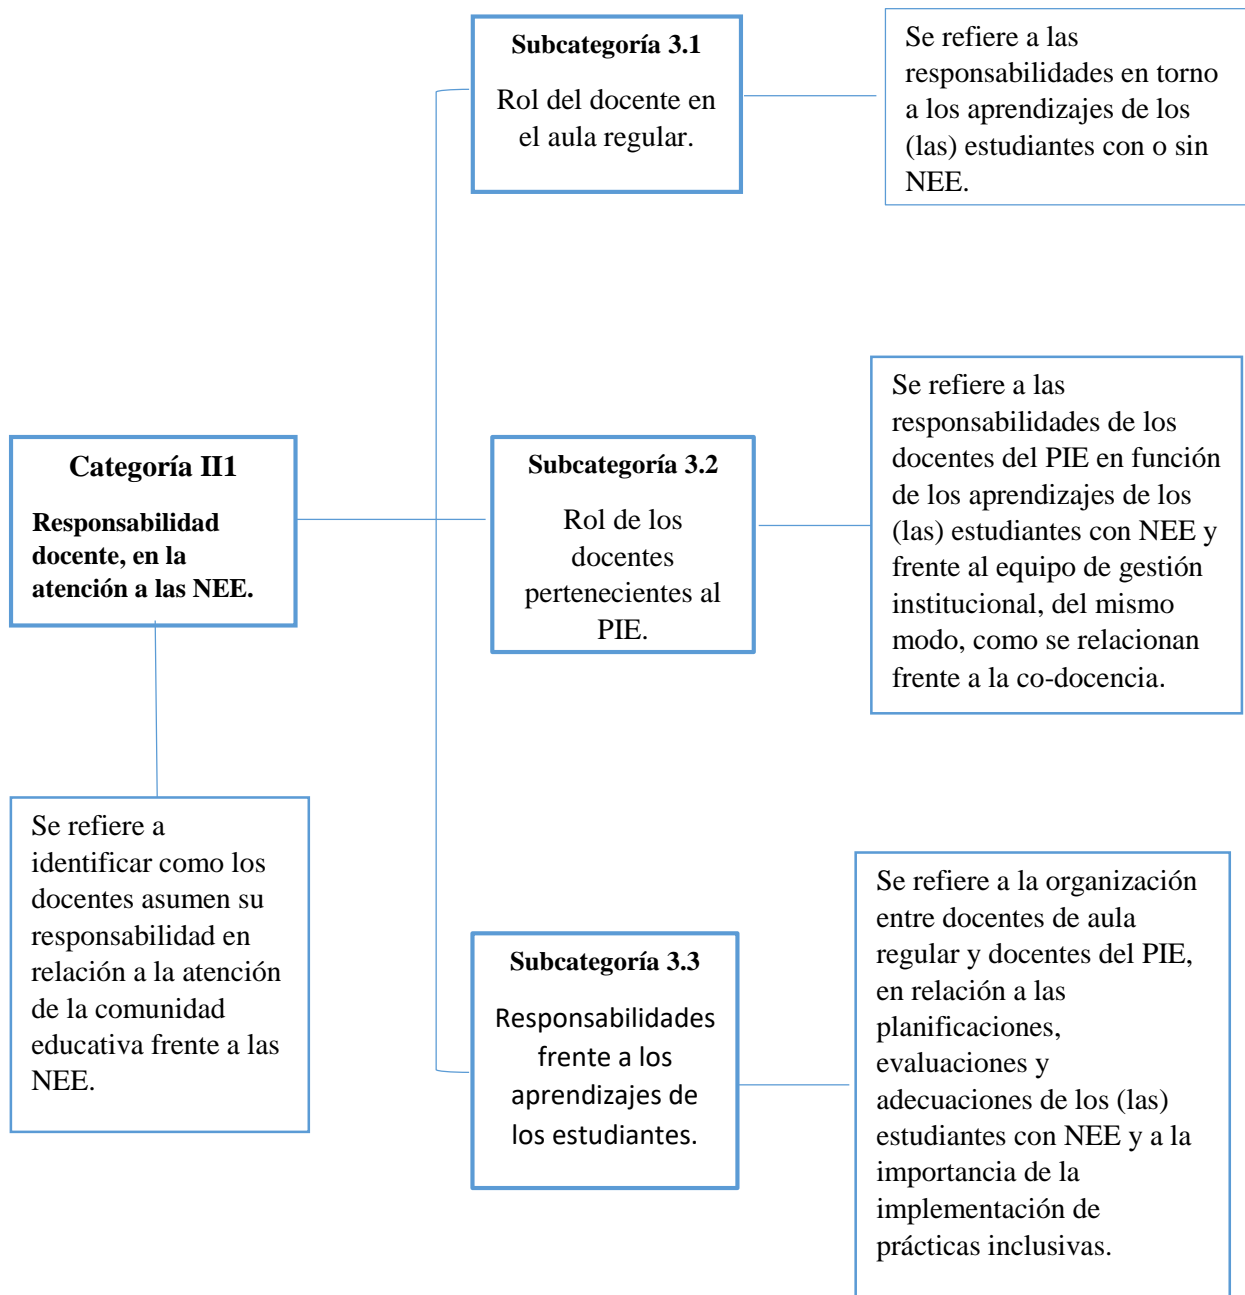 Subcategoría 3.1
Rol del docente en
el aula regular.
Se refiere a las
responsabilidades en torno
a los aprendizajes de los
(las) estudiantes con o sin
NEE.
Categoría II1
Responsabilidad
docente, en la
atención a las NEE.
Subcategoría 3.2
Rol de los
docentes
pertenecientes al
PIE.
Se refiere a las
responsabilidades de los
docentes del PIE en función
de los aprendizajes de los
(las) estudiantes con NEE y
frente al equipo de gestión
institucional, del mismo
modo, como se relacionan
frente a la co-docencia.
Se refiere a
identificar como los
docentes asumen su
responsabilidad en
relación a la atención
de la comunidad
educativa frente a las
NEE.
Subcategoría 3.3
Responsabilidades
frente a los
aprendizajes de
los estudiantes.
Se refiere a la organización
entre docentes de aula
regular y docentes del PIE,
en relación a las
planificaciones,
evaluaciones y
adecuaciones de los (las)
estudiantes con NEE y a la
importancia de la
implementación de
prácticas inclusivas.